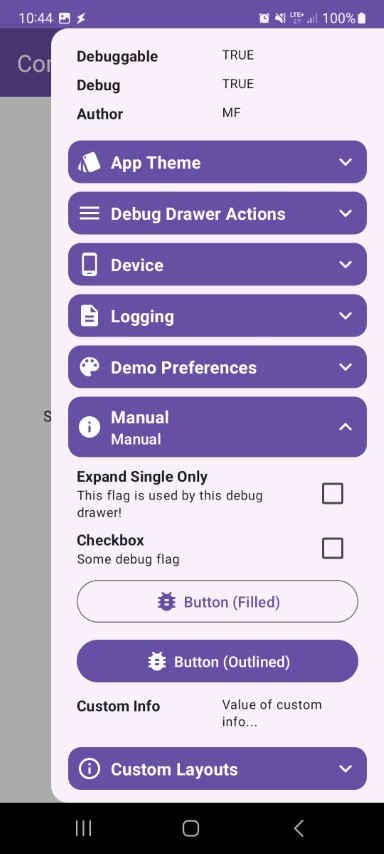 10:44
LTE+
100%
Cor
Debuggable TRUE
Debug TRUE
Author MF
App Theme
Debug Drawer Actions
Device
Logging
Demo Preferences
Manual
Manual
S
Expand Single Only
This flag is used by this debug
drawer!
Checkbox
Some debug flag
Button (Filled)
Button (Outlined)
Custom Info Value of custom
info...
Custom Layouts